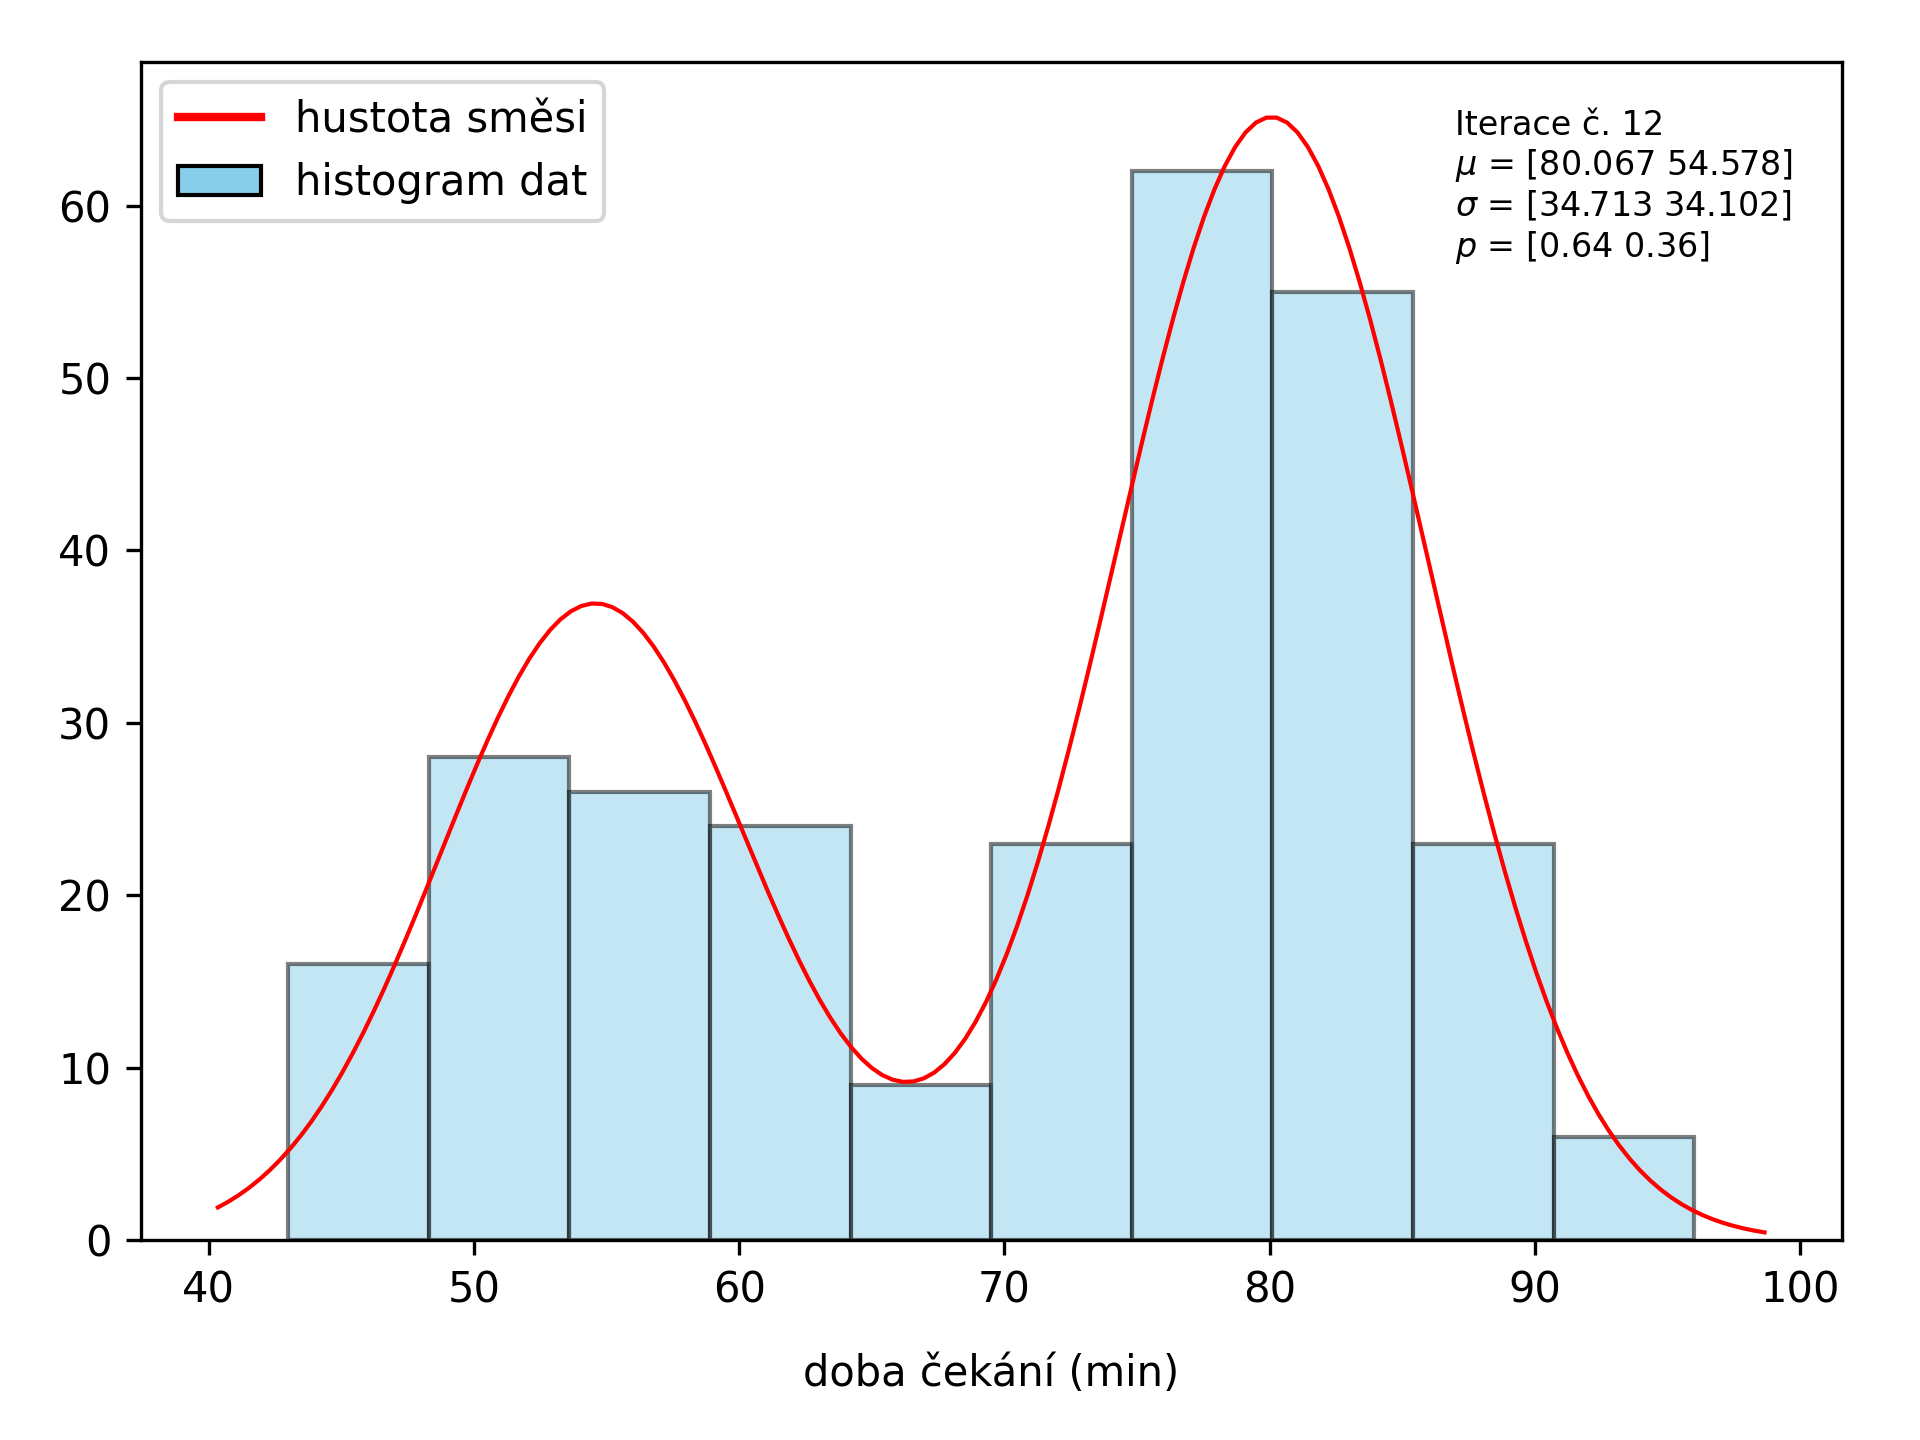 hustota směsi
histogram dat
Iterace č. 12
μ = [80.067 54.578]
σ = [34.713 34.102]
p = [0.64 0.36]
60
50
40
30
20
10
0
40 50 60 70 80 90 100
doba čekání (min)